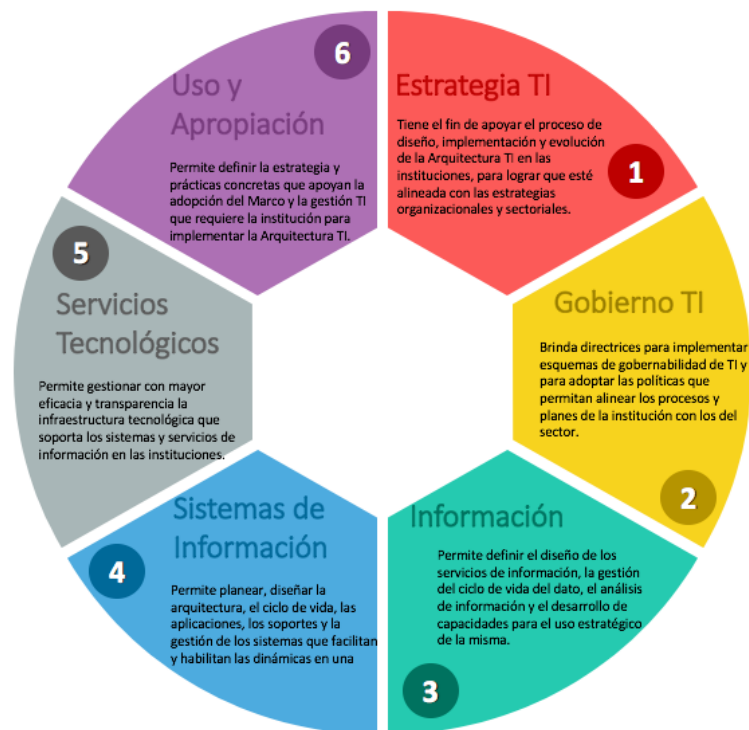 1
Estrategia TI
Tiene el fin de apoyar el proceso de
diseño, implementación y evolución
de la Arquitectura TI en las
instituciones, para lograr que esté
alineada con las estrategias
organizacionales y sectoriales.
2
Gobierno TI
Brinda directrices para implementar
esquemas de gobernabilidad de TI y
para adoptar las políticas que
permitan alinear los procesos y
planes de la institución con los del
sector.
3
Información
Permite definir el diseño de los
servicios de información, la gestión
del ciclo de vida del dato, el análisis
de información y el desarrollo de
capacidades para el uso estratégico
de la misma.
4
Sistemas de
Información
Permite planear, diseñar la
arquitectura, el ciclo de vida, las
aplicaciones, los soportes y la
gestión de los sistemas que facilitan
y habilitan las dinámicas en una
5
Servicios
Tecnológicos
Permite gestionar con mayor
eficacia y transparencia la
infraestructura tecnológica que
soporta los sistemas y servicios de
información en las instituciones.
6
Uso y
Apropiación
Permite definir la estrategia y
prácticas concretas que apoyan la
adopción del Marco y la gestión TI
que requiere la institución para
implementar la Arquitectura TI.